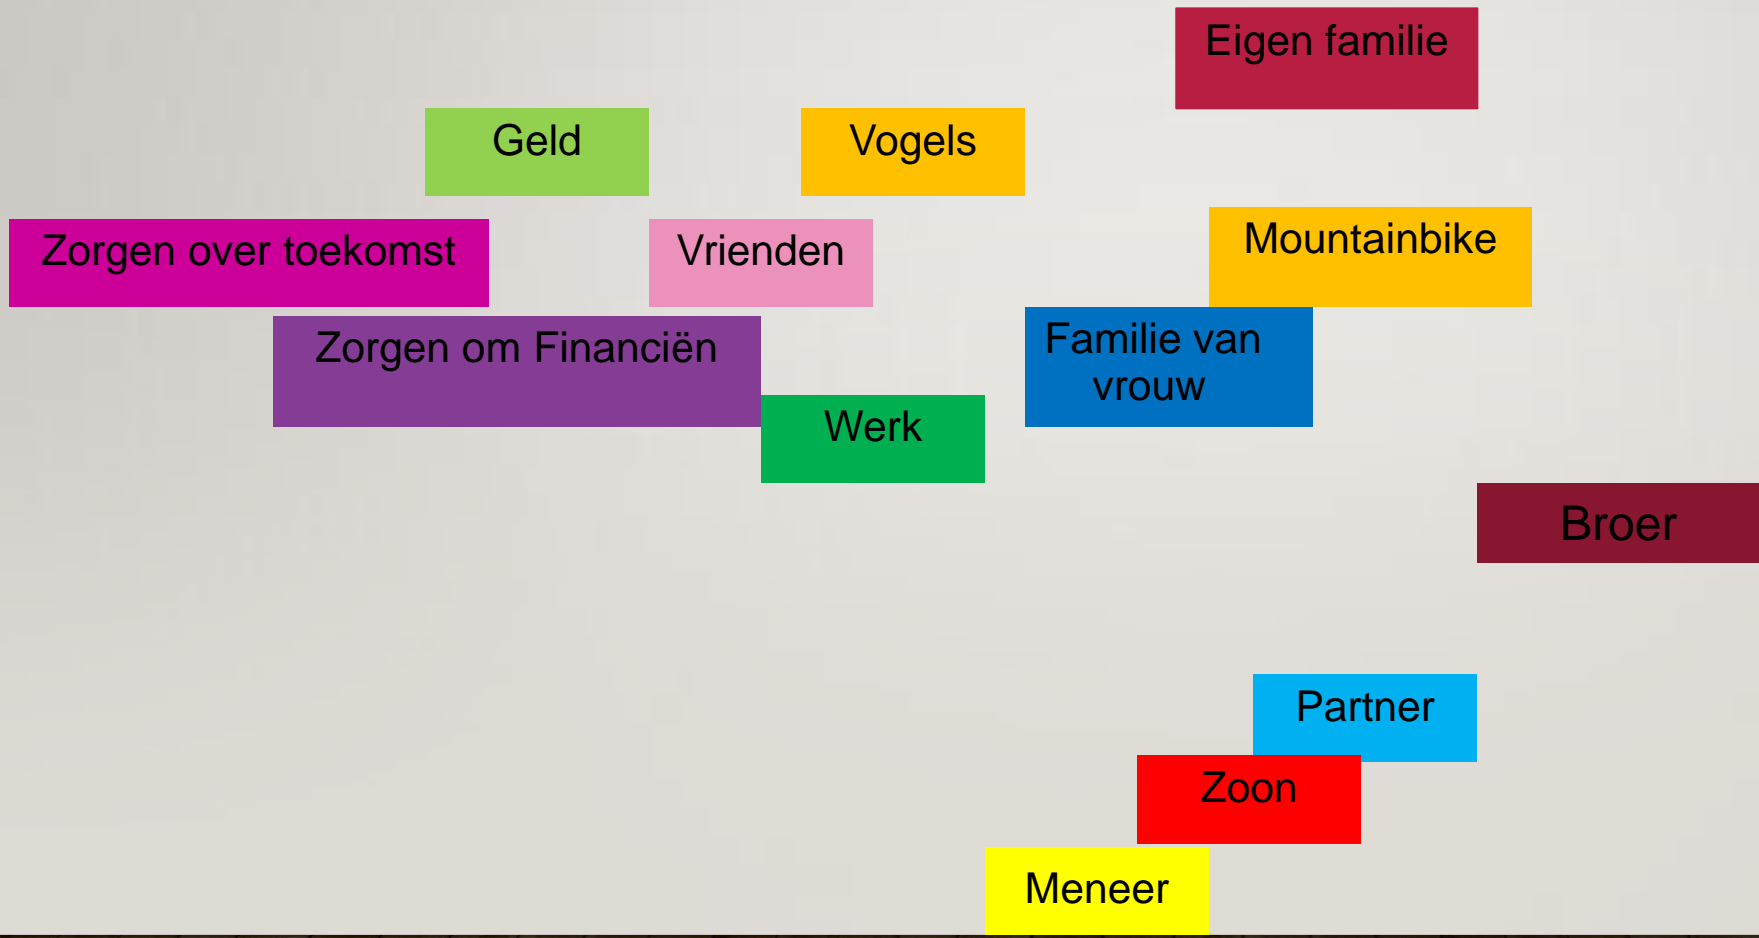 Eigen familie
Geld
Vogels
Zorgen over toekomst
Vrienden
Mountainbike
Zorgen om Financiën
Familie van
vrouw
Werk
Broer
Partner
Zoon
Meneer